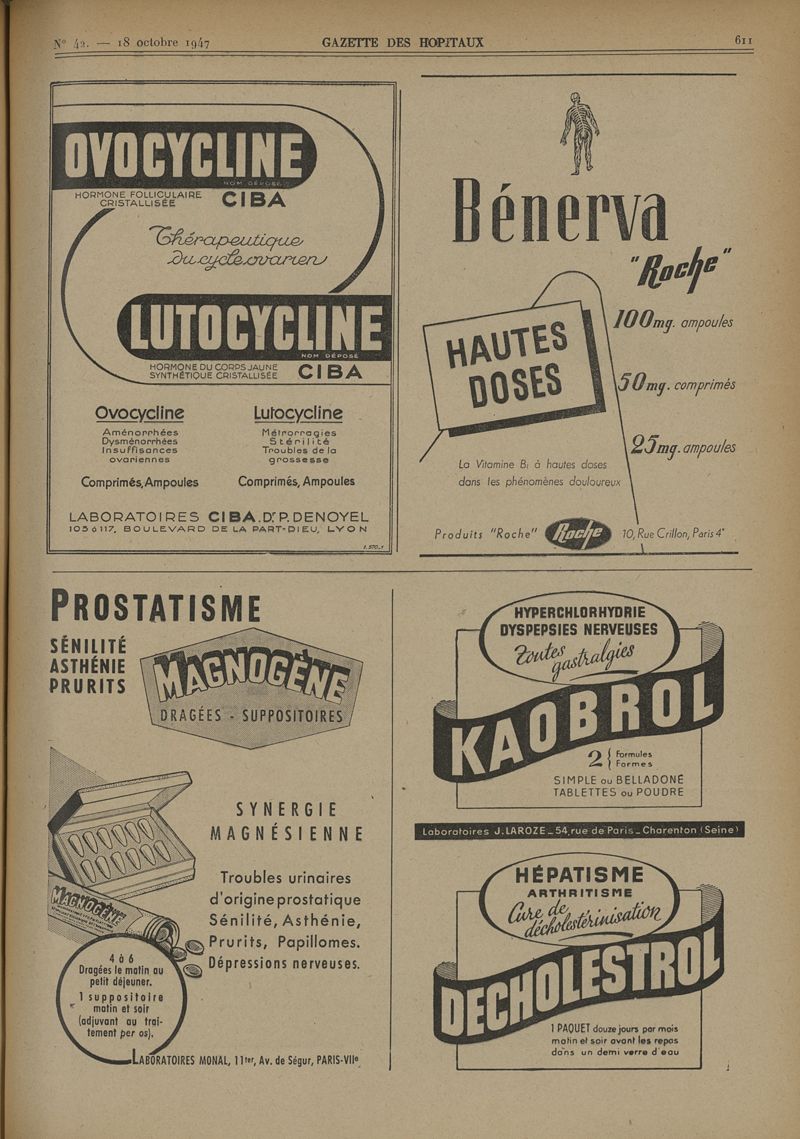 N° 42. — 18 octobre 1947
GAZETTE DES HOPITAUX
611
OVOCYCLINE
NOM DÉPOSÉ
HORMONE FOLLICULAIRE
CRISTALLISÉE
CIBA
Thérapeutique
Du cycle ovarien
LUTOCYCLINE
NOM DÉPOSÉ
HORMONE DU CORPS JAUNE
SYNTHÉTIQUE CRISTALLISÉE
CIBA
Ovocycline
Aménorrhées
Dysménorrhées
Insuffisances
ovariennes
Comprimés, Ampoules
Lutocycline
Métrorragies
Stérilité
Troubles de la
grossesse
Comprimés, Ampoules
LABORATOIRES CIBA. Dr. P. DENOYEL
103 à 117, BOULEVARD DE LA PART-DIEU, LYON
Bénerva
"Roche"
HAUTES
DOSES
100mg. ampoules
50mg. comprimés
25mg. ampoules
La Vitamine B1 à hautes doses
dans les phénomènes douloureux
Produits "Roche" Roche 10, Rue Crillon, Paris 4e
PROSTATISME
SÉNILITÉ
ASTHÉNIE
PRURITS
MAGNOGÈNE
DRAGÉES - SUPPOSITOIRES
SYNERGIE
MAGNÉSIENNE
Troubles urinaires
d'origine prostatique
Sénilité, Asthénie,
Prurits, Papillomes.
Dépressions nerveuses.
MAGNOGÈNE
4 à 6
Dragées le matin au
petit déjeuner.
1 suppositoire
matin et soir
(adjuvant au trai-
tement per os).
LABORATOIRES MONAL, 11ter, Av. de Ségur, PARIS-VIIe
HYPERCHLORHYDRIE
DYSPEPSIES NERVEUSES
Toutes
gastralgies
KAOBROL
2 { Formules
{ Formes
SIMPLE ou BELLADONÉ
TABLETTES ou POUDRE
Laboratoires J. LAROZE _ 54, rue de Paris _ Charenton (Seine)
HÉPATISME
ARTHRITISME
Cure de
décholestérinisation
DECHOLESTROL
1 PAQUET douze jours par mois
matin et soir avant les repas
dans un demi verre d'eau